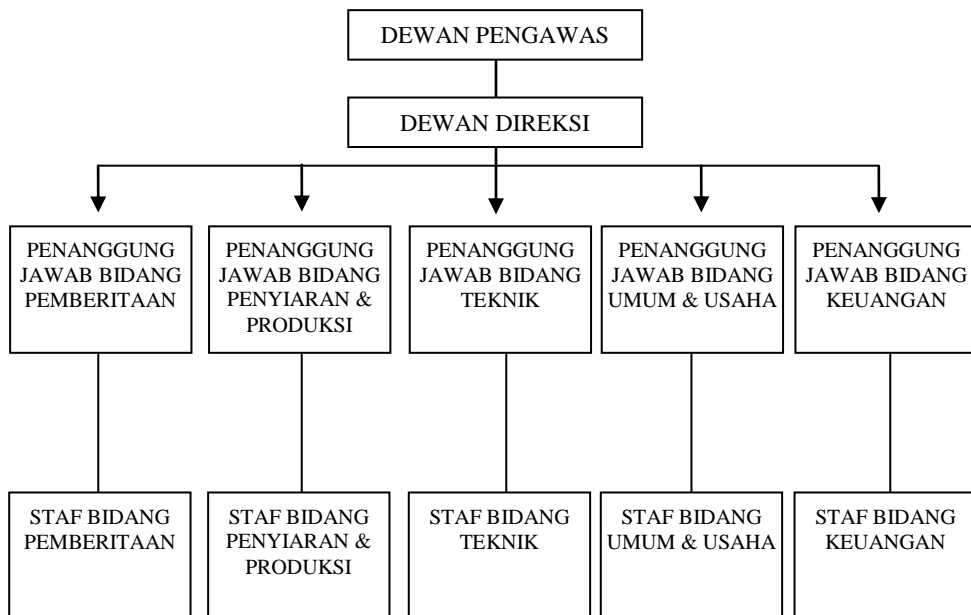 DEWAN PENGAWAS
DEWAN DIREKSI
PENANGGUNG
JAWAB BIDANG
PEMBERITAAN
PENANGGUNG
JAWAB BIDANG
PENYIARAN &
PRODUKSI
PENANGGUNG
JAWAB BIDANG
TEKNIK
PENANGGUNG
JAWAB BIDANG
UMUM & USAHA
PENANGGUNG
JAWAB BIDANG
KEUANGAN
STAF BIDANG
PEMBERITAAN
STAF BIDANG
PENYIARAN &
PRODUKSI
STAF BIDANG
TEKNIK
STAF BIDANG
UMUM & USAHA
STAF BIDANG
KEUANGAN